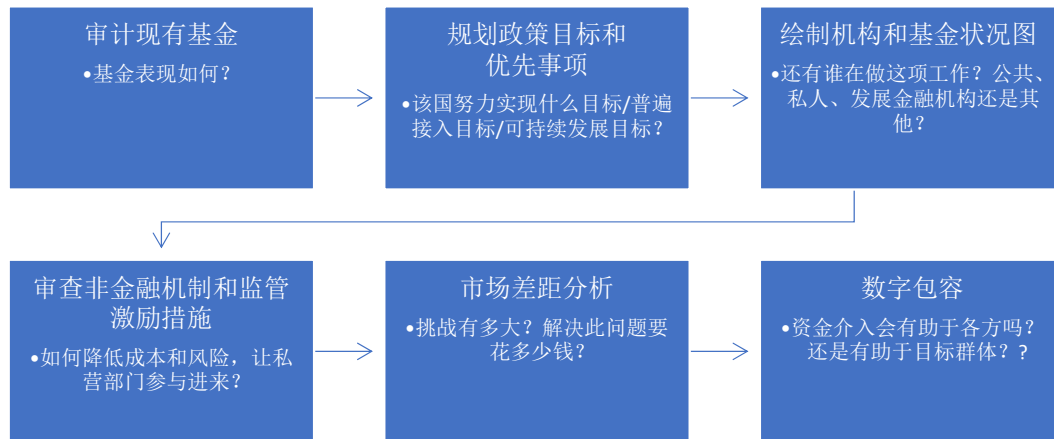 审计现有基金
•基金表现如何？
规划政策目标和
优先事项
•该国努力实现什么目标/普遍
接入目标/可持续发展目标？
绘制机构和基金状况图
•还有谁在做这项工作？公共、
私人、发展金融机构还是其
他？
审查非金融机制和监管
激励措施
•如何降低成本和风险，让私
营部门参与进来？
市场差距分析
•挑战有多大？解决此问题要
花多少钱？
数字包容
•资金介入会有助于各方吗？
还是有助于目标群体？?